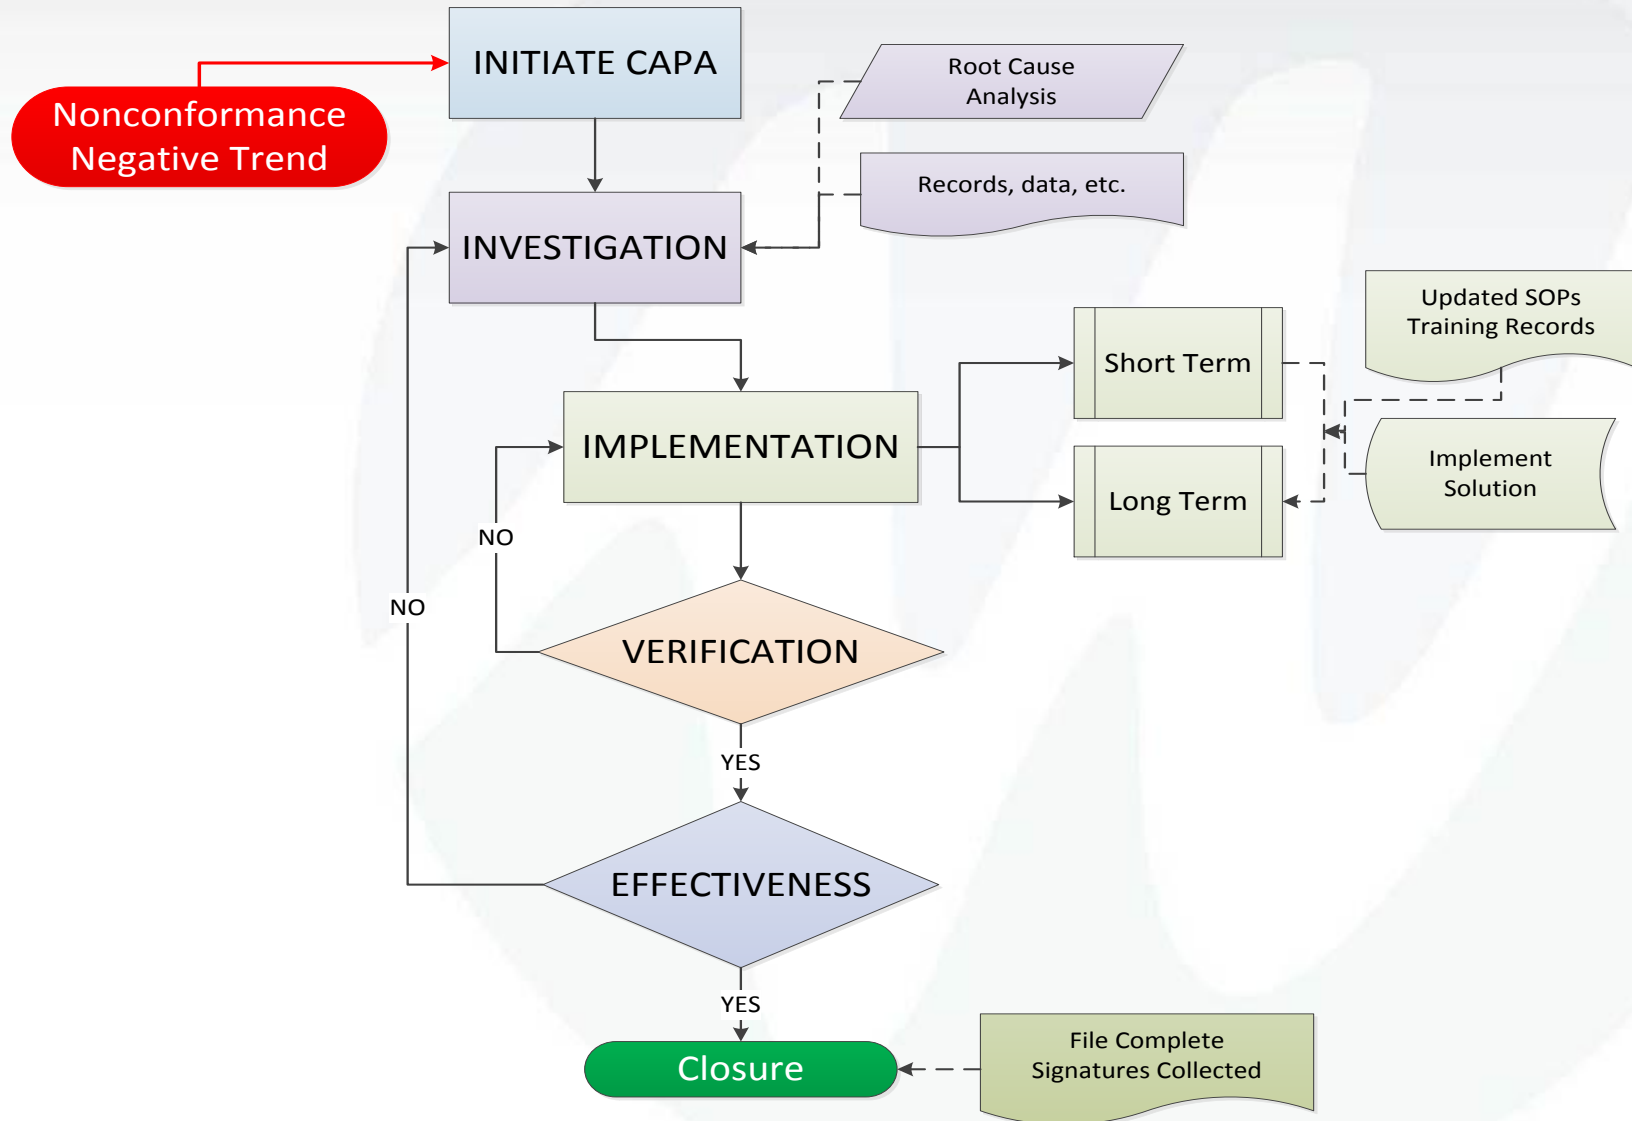 INITIATE CAPA
Nonconformance
Negative Trend
Root Cause
Analysis
Records, data, etc.
INVESTIGATION
Updated SOPs
Training Records
Short Term
IMPLEMENTATION
Implement
Solution
Long Term
NO
NO
VERIFICATION
YES
EFFECTIVENESS
YES
Closure
File Complete
Signatures Collected